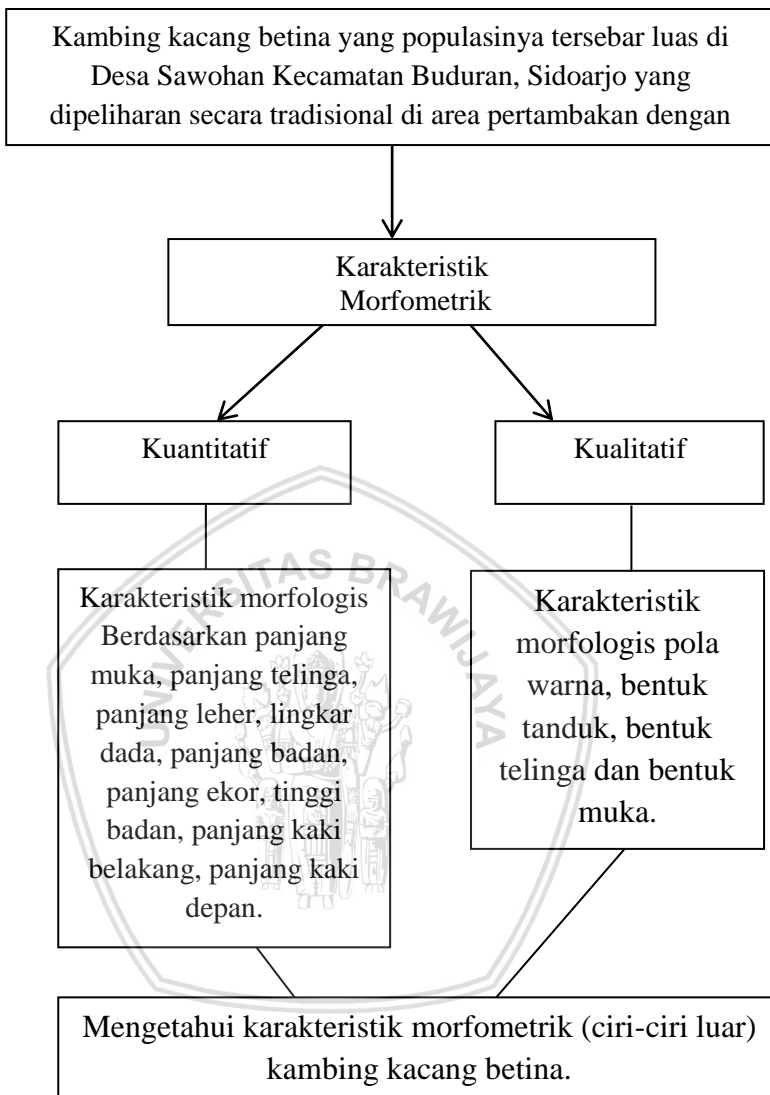 Kambing kacang betina yang populasinya tersebar luas di
Desa Sawohan Kecamatan Buduran, Sidoarjo yang
dipeliharan secara tradisional di area pertambakan dengan
Karakteristik
Morfometrik
Kuantitatif
Kualitatif
Karakteristik morfologis
Berdasarkan panjang
muka, panjang telinga,
panjang leher, lingkar
dada, panjang badan,
panjang ekor, tinggi
badan, panjang kaki
belakang, panjang kaki
depan.
Karakteristik
morfologis pola
warna, bentuk
tanduk, bentuk
telinga dan bentuk
muka.
UNIVERSITAS BRAWIJAYA
Mengetahui karakteristik morfometrik (ciri-ciri luar)
kambing kacang betina.